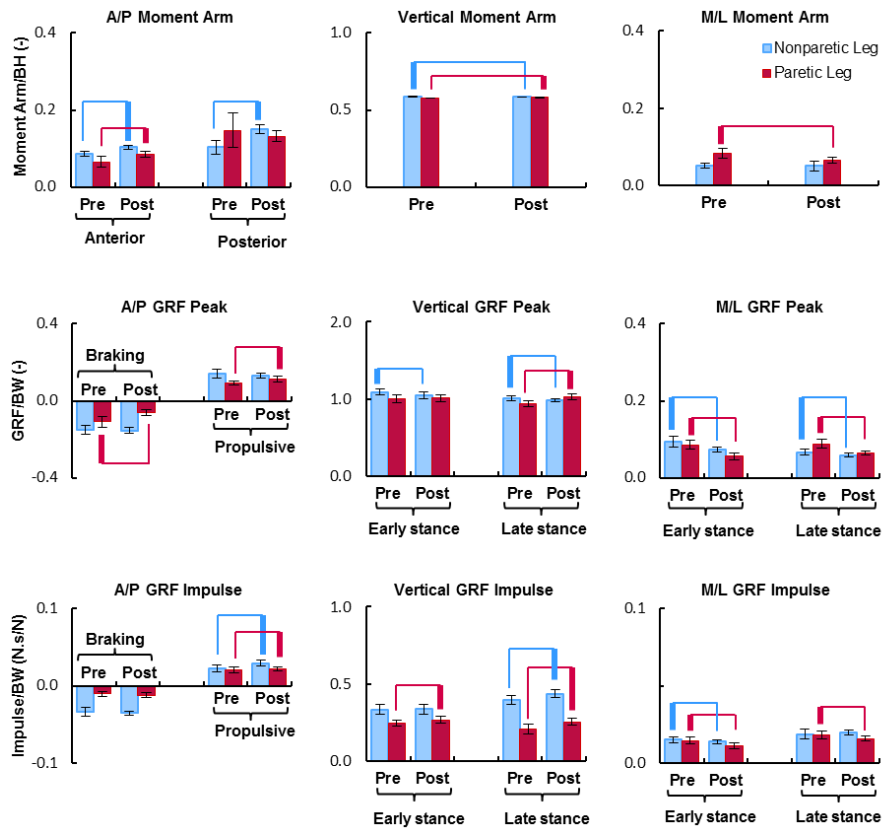 A/P Moment Arm
Vertical Moment Arm
M/L Moment Arm
Moment Arm/BH (-)
0.4
0.2
0.0
Pre Post Pre Post
Anterior Posterior
1.0
0.5
0.0
Pre Post
0.4
0.2
0.0
Nonparetic Leg
Paretic Leg
Pre Post
A/P GRF Peak
Vertical GRF Peak
M/L GRF Peak
GRF/BW (-)
0.4
0.0
-0.4
Braking
Pre Post
Pre Post
Propulsive
2.0
1.0
0.0
Pre Post Pre Post
Early stance Late stance
0.4
0.2
0.0
Pre Post Pre Post
Early stance Late stance
A/P GRF Impulse
Vertical GRF Impulse
M/L GRF Impulse
Impulse/BW (N.s/N)
0.1
0.0
-0.1
Braking
Pre Post
Pre Post
Propulsive
1.0
0.5
0.0
Pre Post Pre Post
Early stance Late stance
0.1
0.0
Pre Post Pre Post
Early stance Late stance